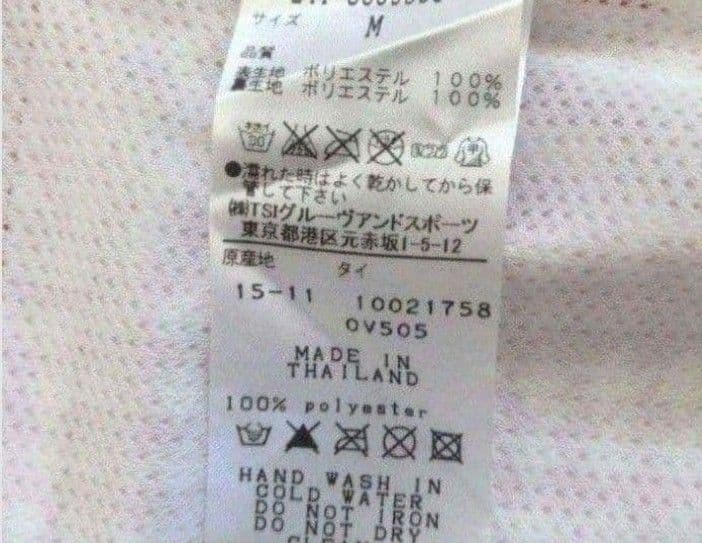 サイズ M
品質
表生地 ポリエステル 100%
裏生地 ポリエステル 100%
●濡れた時はよく乾かしてから保
管して下さい
㈱TSIグルーヴアンドスポーツ
東京都港区元赤坂1-5-12
原産地 タイ
15-11 10021758
OV505
MADE IN
THAILAND
100% polyester
HAND WASH IN
COLD WATER
DO NOT IRON
DO NOT DRY